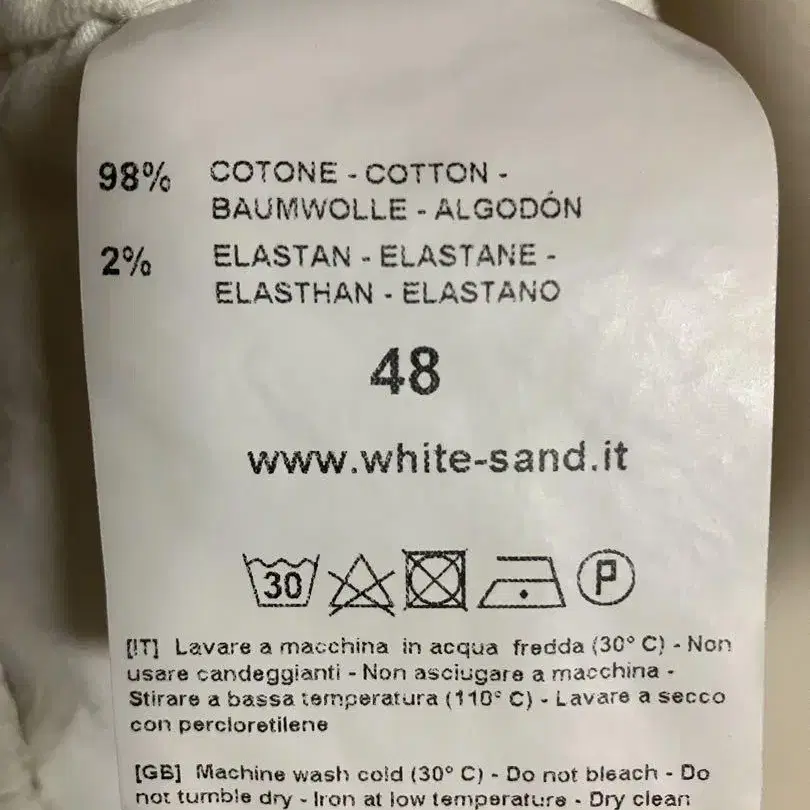 98% COTONE - COTTON -
BAUMWOLLE - ALGODÓN
2% ELASTAN - ELASTANE -
ELASTHAN - ELASTANO
48
www.white-sand.it
30 P
[IT] Lavare a macchina in acqua fredda (30° C) - Non
usare candeggianti - Non asciugare a macchina -
Stirare a bassa temperatura (110° C) - Lavare a secco
con percloretilene
[GB] Machine wash cold (30° C) - Do not bleach - Do
not tumble dry - Iron at low temperature - Dry clean